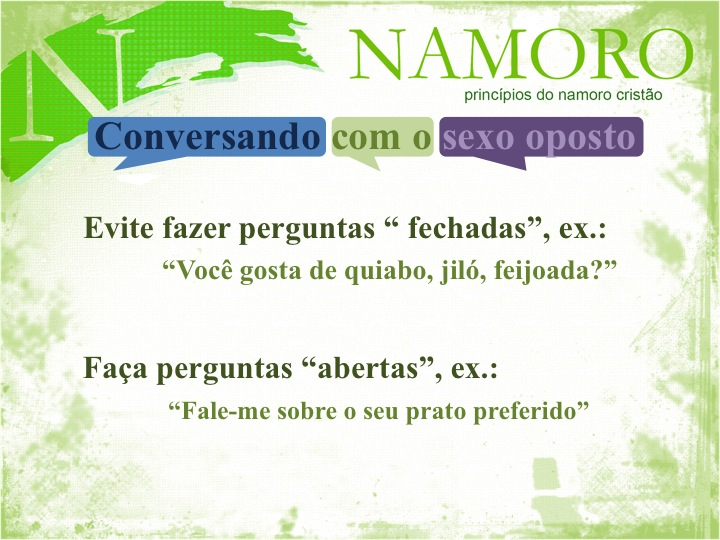 N
NAMORO
princípios do namoro cristão
Conversando com o sexo oposto
Evite fazer perguntas “ fechadas”, ex.:
“Você gosta de quiabo, jiló, feijoada?”
Faça perguntas “abertas”, ex.:
“Fale-me sobre o seu prato preferido”